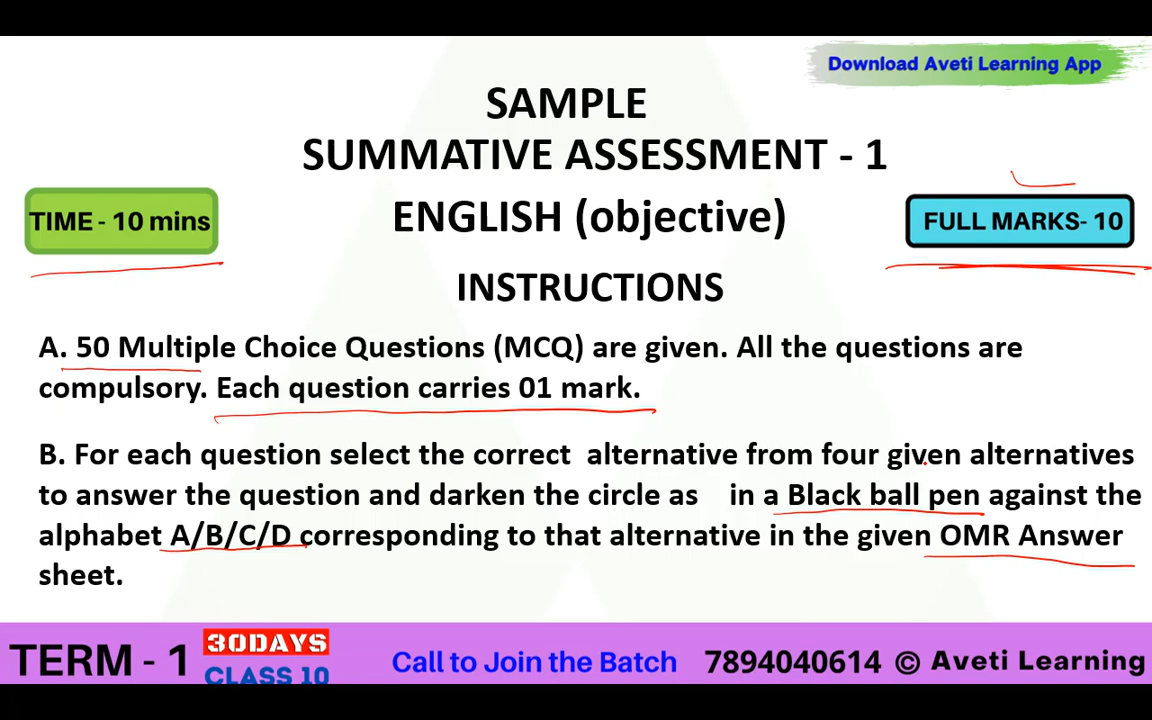 Download Aveti Learning App
SAMPLE
SUMMATIVE ASSESSMENT - 1
TIME - 10 mins
ENGLISH (objective)
FULL MARKS- 10
INSTRUCTIONS
A. 50 Multiple Choice Questions (MCQ) are given. All the questions are
compulsory. Each question carries 01 mark.
B. For each question select the correct alternative from four given alternatives
to answer the question and darken the circle as in a Black ball pen against the
alphabet A/B/C/D corresponding to that alternative in the given OMR Answer
sheet.
TERM - 1
30DAYS
CLASS 10
Call to Join the Batch 7894040614 © Aveti Learning